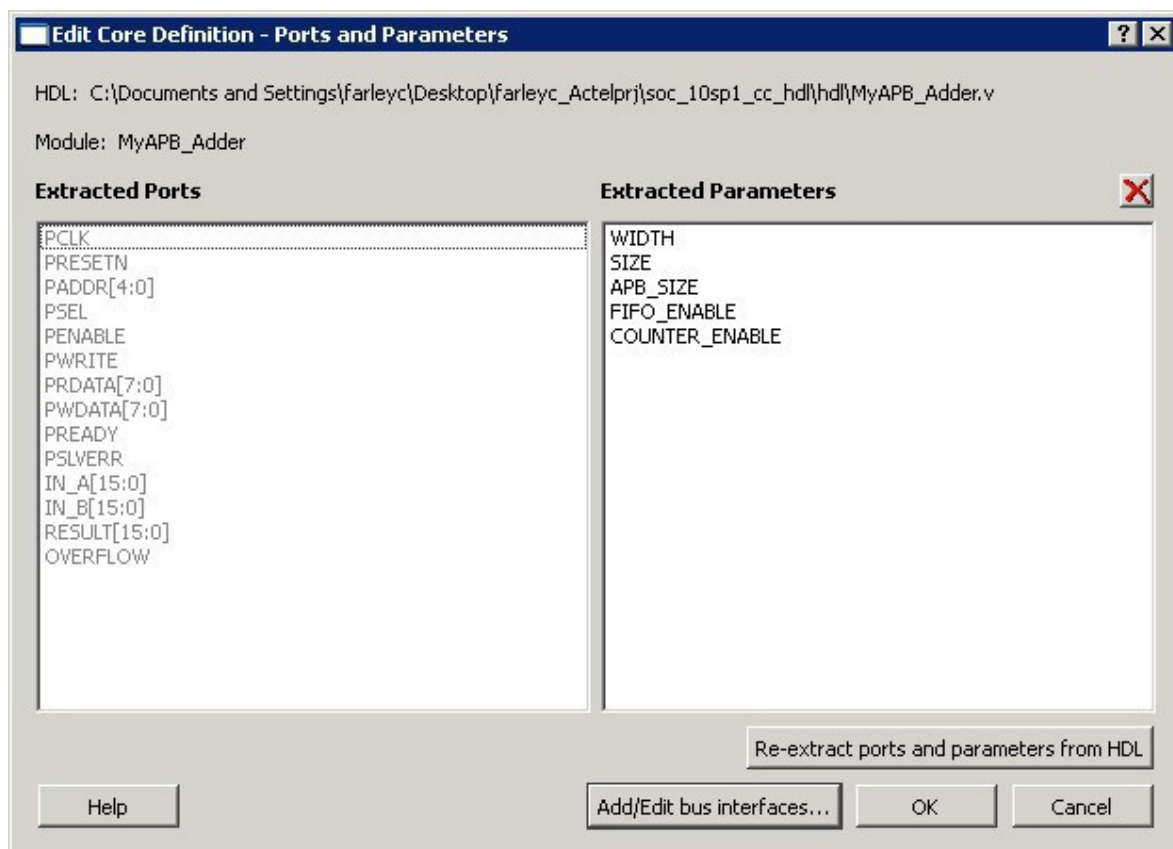 Edit Core Definition - Ports and Parameters
HDL: C:\Documents and Settings\farleyc\Desktop\farleyc_Actelprj\soc_10sp1_cc_hdl\hdl\MyAPB_Adder.v
Module: MyAPB_Adder
Extracted Ports
PCLK
PRESETN
PADDR[4:0]
PSEL
PENABLE
PWRITE
PRDATA[7:0]
PWDATA[7:0]
PREADY
PSLVERR
IN_A[15:0]
IN_B[15:0]
RESULT[15:0]
OVERFLOW
Extracted Parameters
WIDTH
SIZE
APB_SIZE
FIFO_ENABLE
COUNTER_ENABLE
Re-extract ports and parameters from HDL
Help
Add/Edit bus interfaces...
OK
Cancel